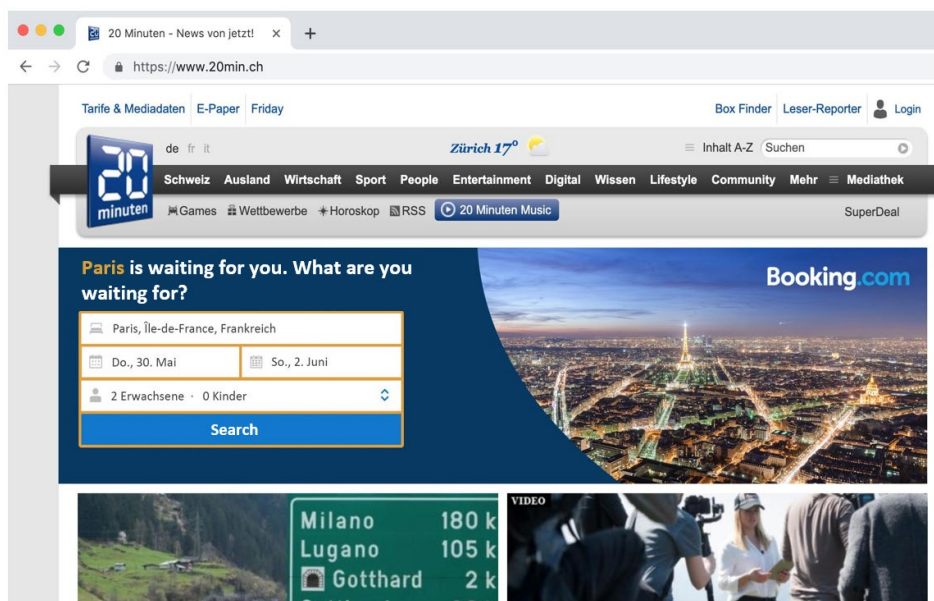 20 Minuten - News von jetzt!
https://www.20min.ch
Tarife & Mediadaten E-Paper Friday
Box Finder Leser-Reporter Login
20 minuten
de fr it
Zürich 17°
Inhalt A-Z Suchen
Schweiz Ausland Wirtschaft Sport People Entertainment Digital Wissen Lifestyle Community Mehr Mediathek
Games Wettbewerbe Horoskop RSS 20 Minuten Music SuperDeal
Paris is waiting for you. What are you
waiting for?
Booking.com
Paris, Île-de-France, Frankreich
Do., 30. Mai So., 2. Juni
2 Erwachsene · 0 Kinder
Search
Milano 180 k
Lugano 105 k
Gotthard 2 k
VIDEO